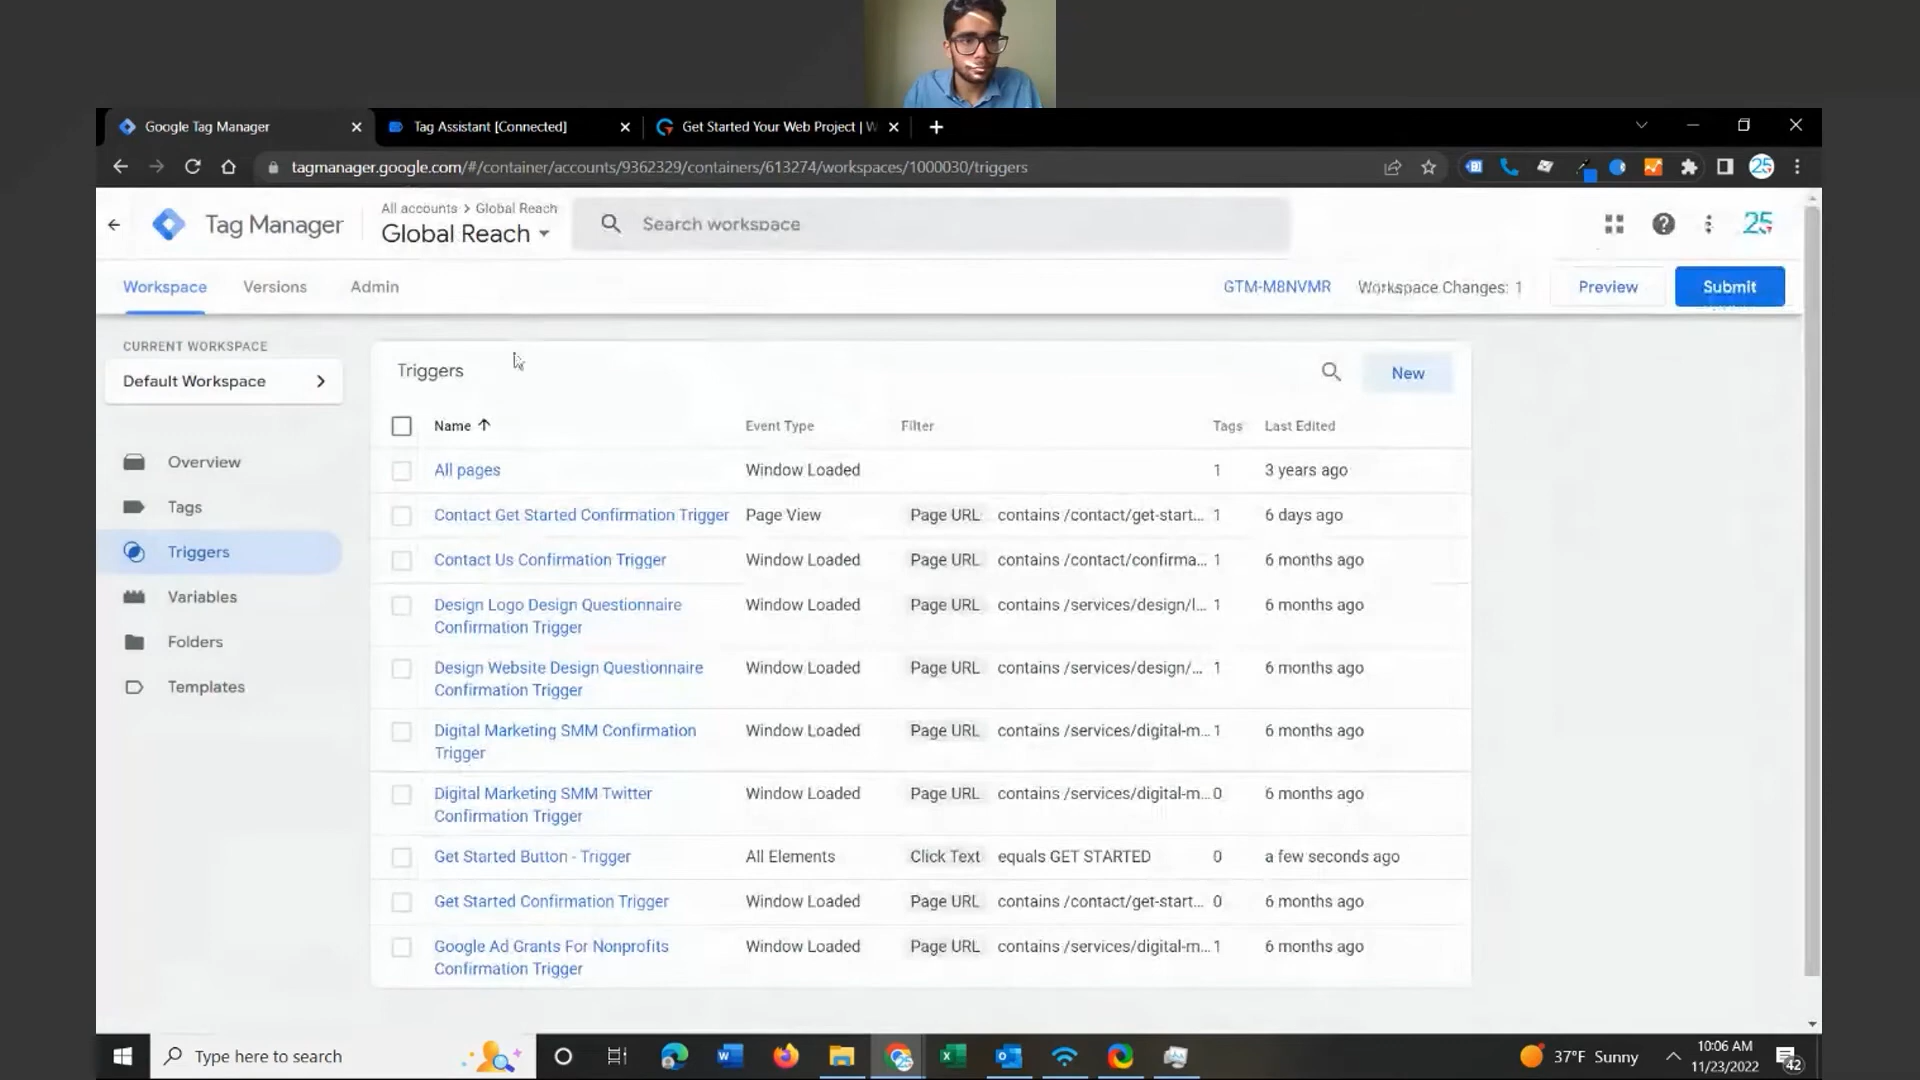 Google Tag Manager
Tag Assistant [Connected]
Get Started Your Web Project | W
tagmanager.google.com/#/container/accounts/9362329/containers/613274/workspaces/1000030/triggers
25
Tag Manager
All accounts > Global Reach
Global Reach
Search workspace
25
Workspace
Versions
Admin
GTM-M8NVMR
Workspace Changes: 1
Preview
Submit
CURRENT WORKSPACE
Default Workspace
Overview
Tags
Triggers
Variables
Folders
Templates
Triggers
New
Name Event Type Filter Tags Last Edited
All pages Window Loaded 1 3 years ago
Contact Get Started Confirmation Trigger Page View Page URL contains /contact/get-start... 1 6 days ago
Contact Us Confirmation Trigger Window Loaded Page URL contains /contact/confirma... 1 6 months ago
Design Logo Design Questionnaire Window Loaded Page URL contains /services/design/l... 1 6 months ago
Confirmation Trigger
Design Website Design Questionnaire Window Loaded Page URL contains /services/design/... 1 6 months ago
Confirmation Trigger
Digital Marketing SMM Confirmation Window Loaded Page URL contains /services/digital-m... 1 6 months ago
Trigger
Digital Marketing SMM Twitter Window Loaded Page URL contains /services/digital-m... 0 6 months ago
Confirmation Trigger
Get Started Button - Trigger All Elements Click Text equals GET STARTED 0 a few seconds ago
Get Started Confirmation Trigger Window Loaded Page URL contains /contact/get-start... 0 6 months ago
Google Ad Grants For Nonprofits Window Loaded Page URL contains /services/digital-m... 1 6 months ago
Confirmation Trigger
Type here to search
37°F Sunny
10:06 AM
11/23/2022
42